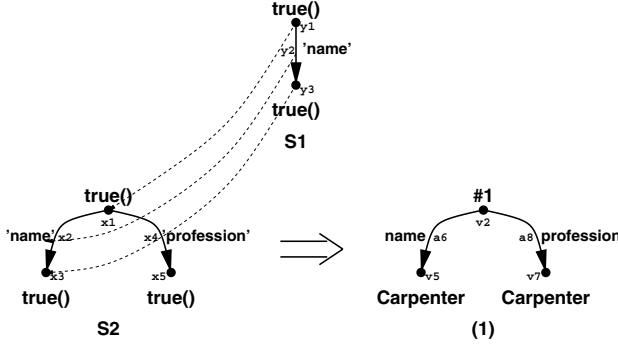 true()
y1
y2 'name'
y3
true()
S1
true()
x1
'name' x2 x4 'profession'
x3 x5
true() true()
S2
#1
v2
name a6 a8 profession
v5 v7
Carpenter Carpenter
(1)